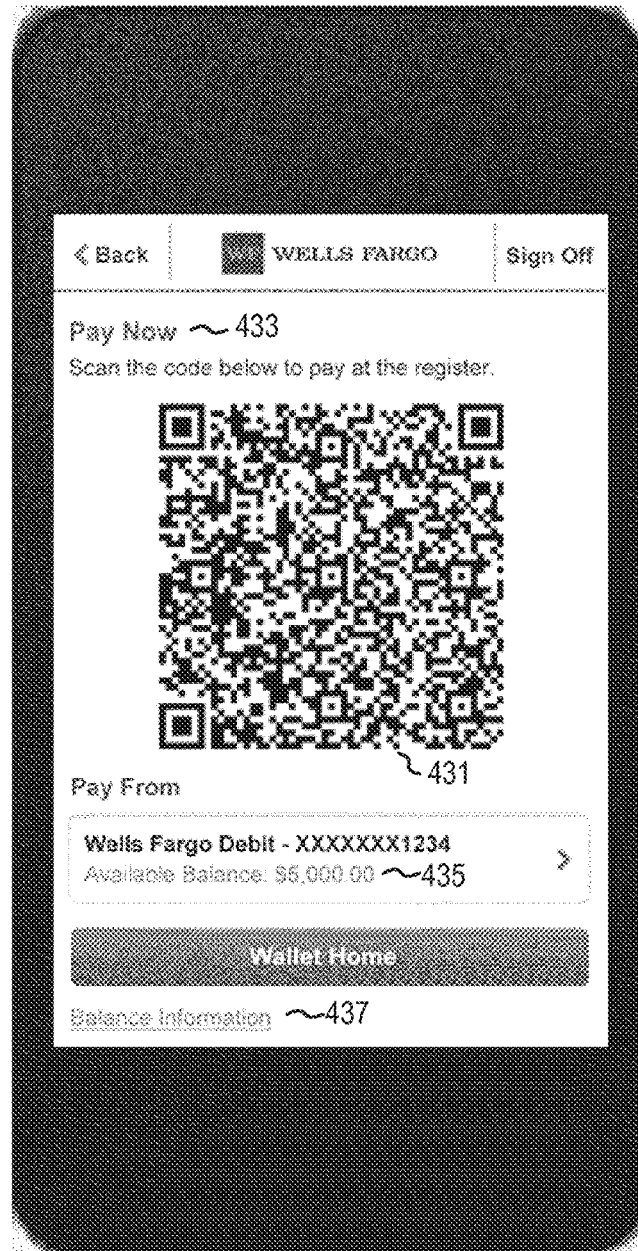 Back
WELLS FARGO
Sign Off
Pay Now 433
Scan the code below to pay at the register.
431
Pay From
Wells Fargo Debit - XXXXXXX1234
Available Balance: $5,000.00 435
Wallet Home
Balance Information 437